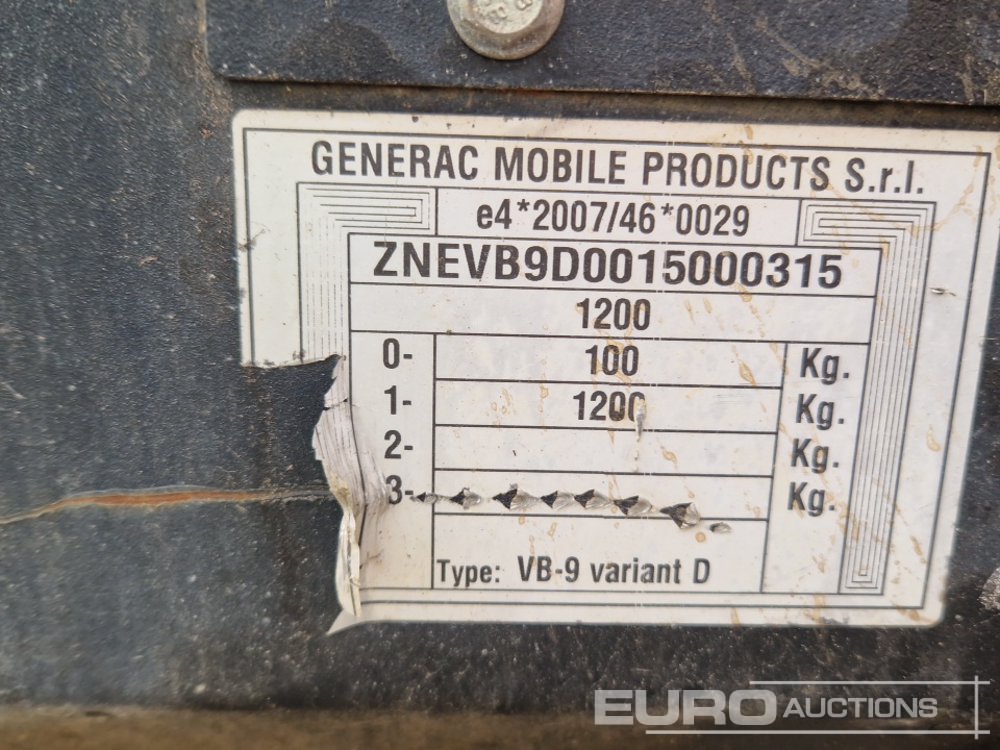 GENERAC MOBILE PRODUCTS S.r.l.
e4*2007/46*0029
ZNEVB9D0015000315
1200
0- 100 Kg.
1- 1200 Kg.
2- Kg.
3- Kg.
Type: VB-9 variant D
EURO AUCTIONS